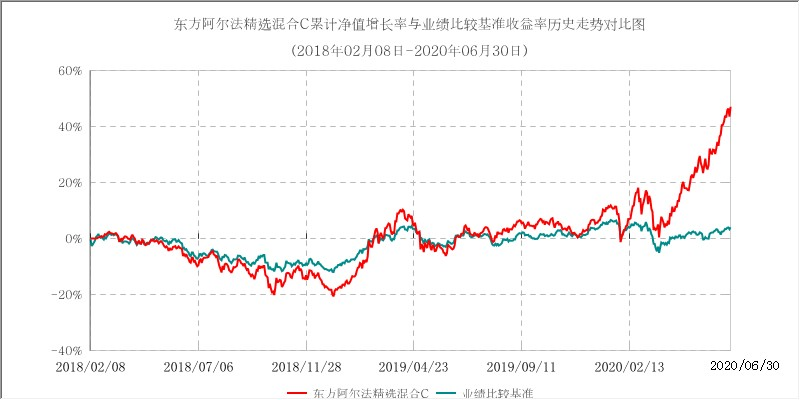 东方阿尔法精选混合C累计净值增长率与业绩比较基准收益率历史走势对比图
(2018年02月08日-2020年06月30日)
60%
40%
20%
0%
-20%
-40%
2018/02/08 2018/07/06 2018/11/28 2019/04/23 2019/09/11 2020/02/13 2020/06/30
东方阿尔法精选混合C 业绩比较基准